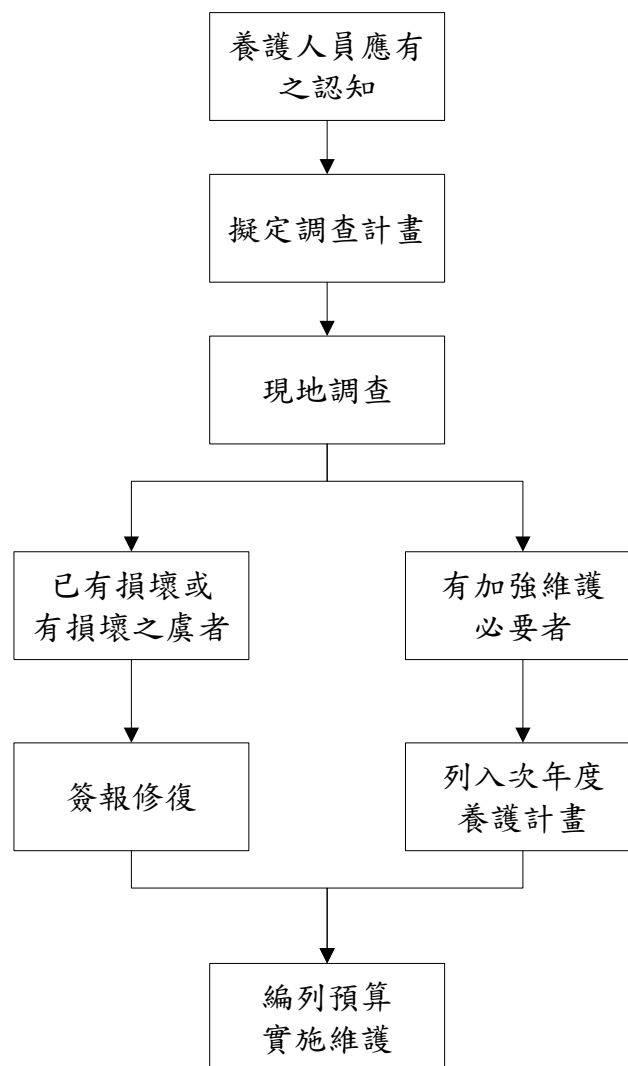 養護人員應有
之認知
擬定調查計畫
現地調查
已有損壞或
有損壞之虞者
有加強維護
必要者
簽報修復
列入次年度
養護計畫
編列預算
實施維護